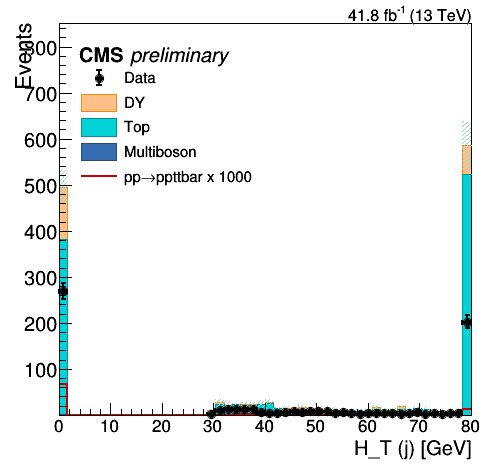 41.8 fb⁻¹ (13 TeV)
Events
CMS preliminary
Data
DY
Top
Multiboson
pp→ppttbar x 1000
800
700
600
500
400
300
200
100
0 10 20 30 40 50 60 70 80
H_T (j) [GeV]